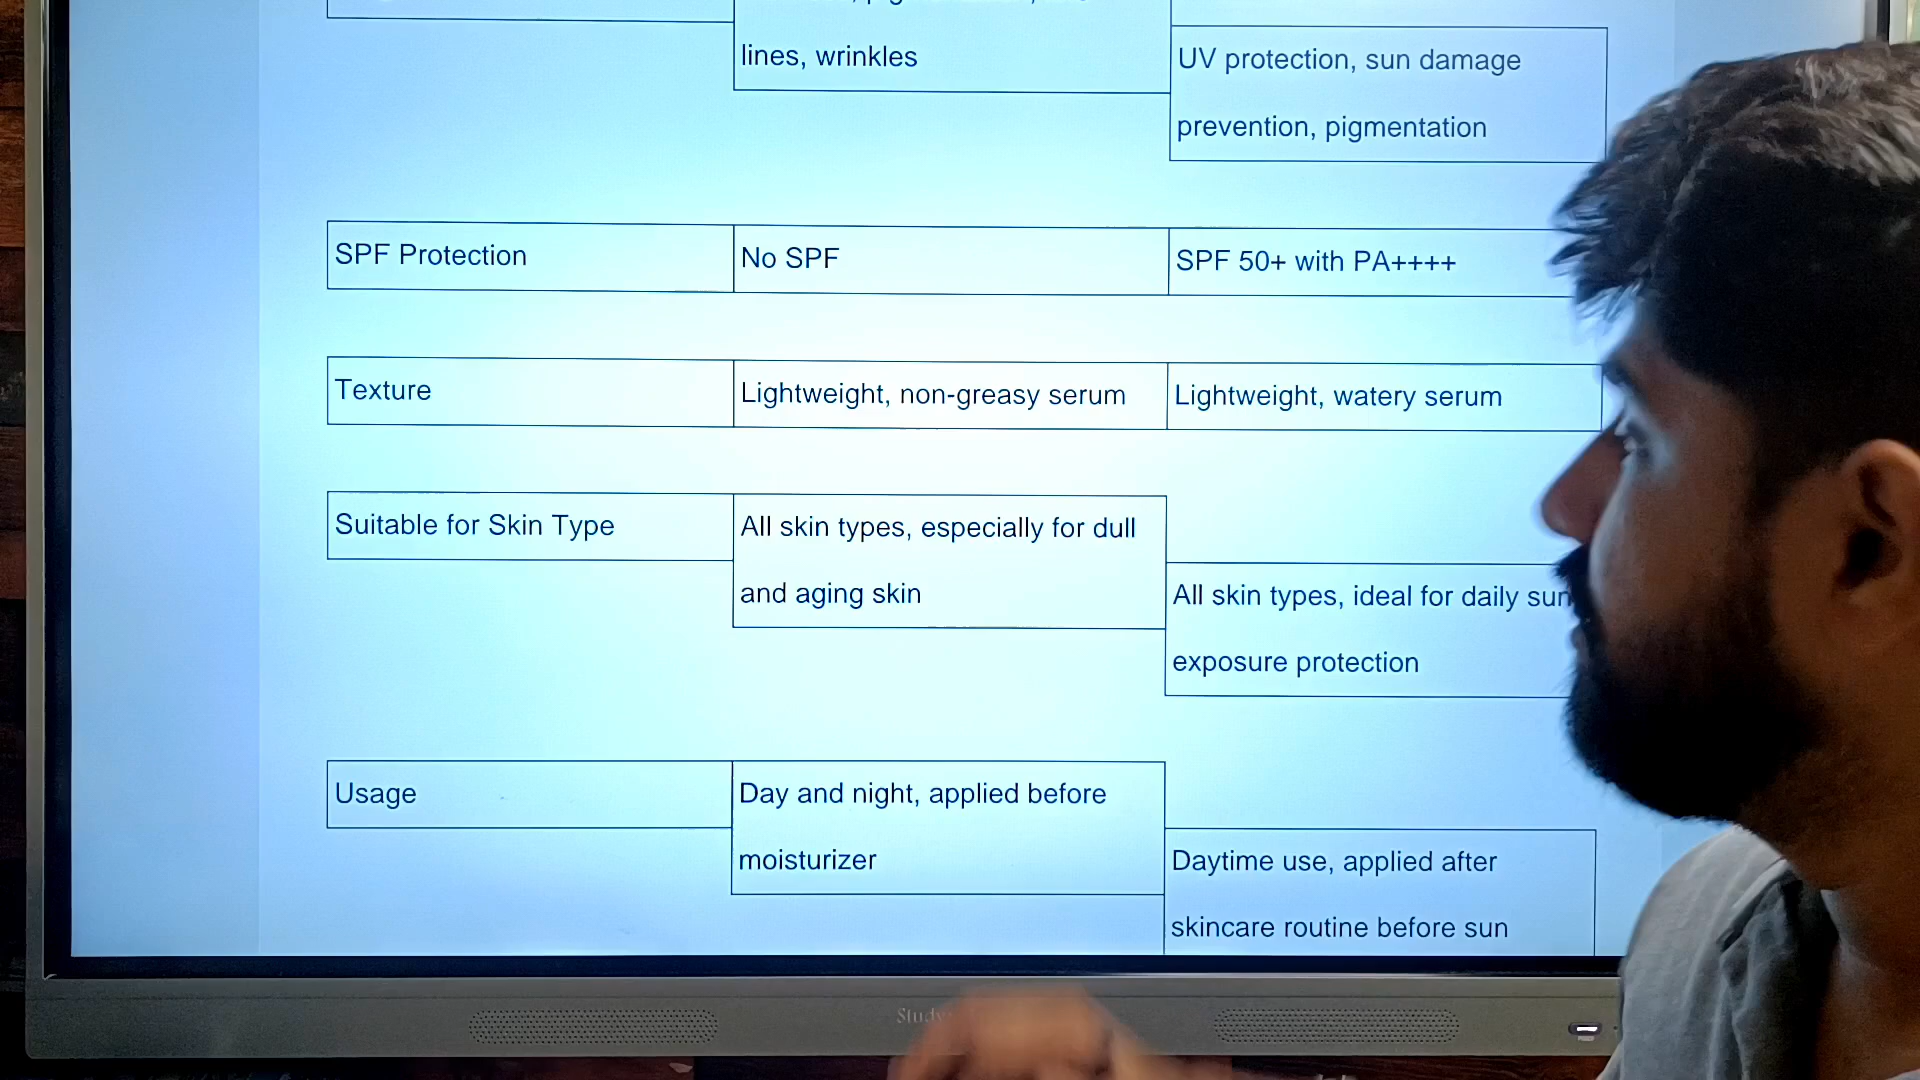 lines, wrinkles
UV protection, sun damage
prevention, pigmentation
SPF Protection
No SPF
SPF 50+ with PA++++
Texture
Lightweight, non-greasy serum
Lightweight, watery serum
Suitable for Skin Type
All skin types, especially for dull
and aging skin
All skin types, ideal for daily sun
exposure protection
Usage
Day and night, applied before
moisturizer
Daytime use, applied after
skincare routine before sun